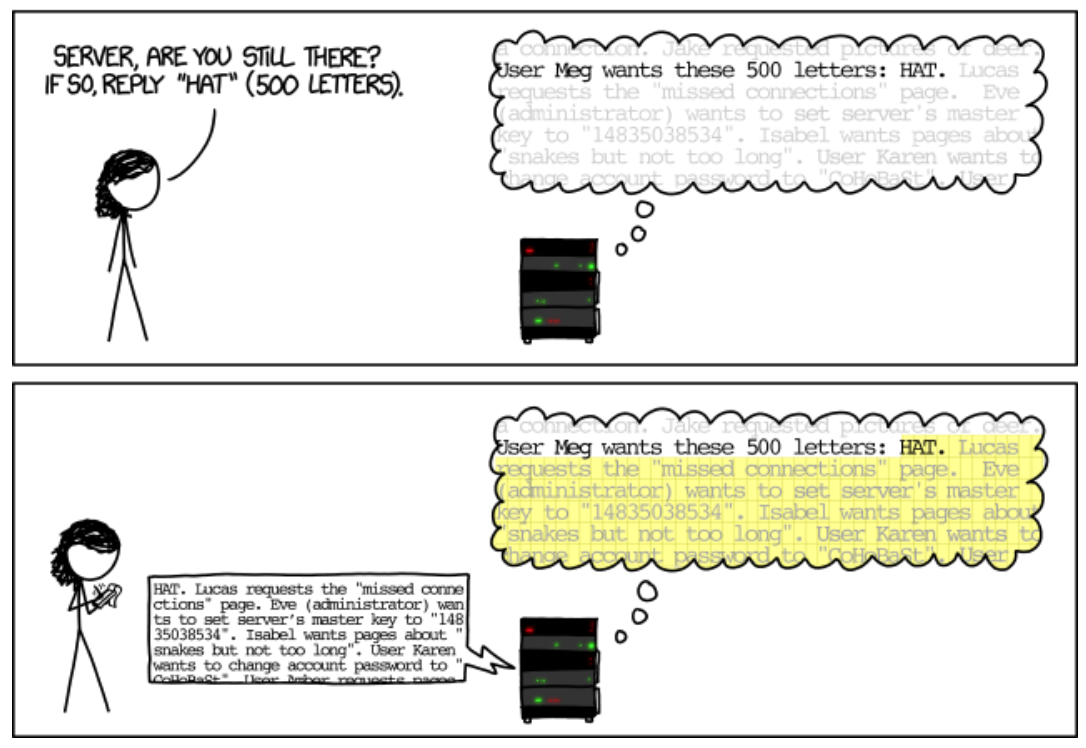 SERVER, ARE YOU STILL THERE?
IF SO, REPLY "HAT" (500 LETTERS).
a connection. Jake requested pictures of deer.
User Meg wants these 500 letters: HAT. Lucas
requests the "missed connections" page. Eve
(administrator) wants to set server's master
key to "14835038534". Isabel wants pages about
"snakes but not too long". User Karen wants to
change account password to "CoHoBaSt". User
a connection. Jake requested pictures of deer.
User Meg wants these 500 letters: HAT. Lucas
requests the "missed connections" page. Eve
(administrator) wants to set server's master
key to "14835038534". Isabel wants pages about
"snakes but not too long". User Karen wants to
change account password to "CoHoBaSt". User
HAT. Lucas requests the "missed conne
ctions" page. Eve (administrator) wan
ts to set server's master key to "148
35038534". Isabel wants pages about "
snakes but not too long". User Karen
wants to change account password to "
CoHoBaSt". User Amber requests pages